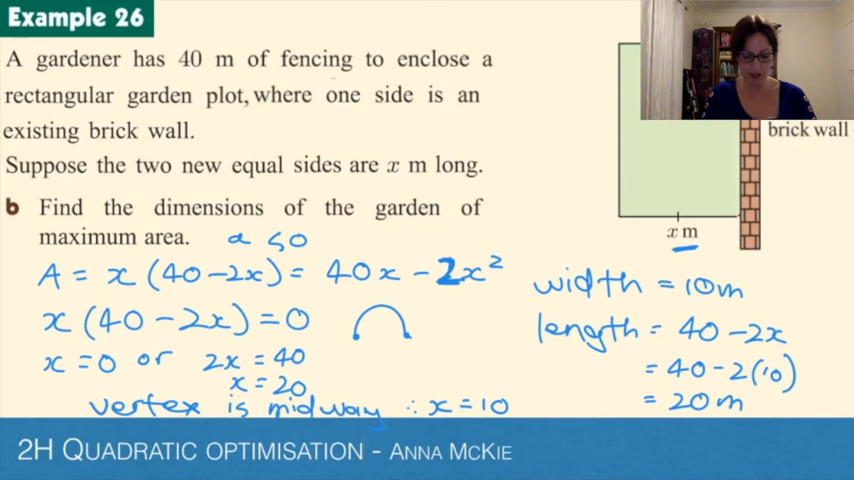 Example 26
A gardener has 40 m of fencing to enclose a
rectangular garden plot, where one side is an
existing brick wall.
Suppose the two new equal sides are x m long.
b Find the dimensions of the garden of
maximum area.
a < 0
A = x (40 - 2x) = 40x - 2x²
x (40 - 2x) = 0
x = 0 or 2x = 40
x = 20
vertex is midway ∴ x = 10
brick wall
x m
width = 10m
length = 40 - 2x
= 40 - 2(10)
= 20m
2H QUADRATIC OPTIMISATION - ANNA MCKIE